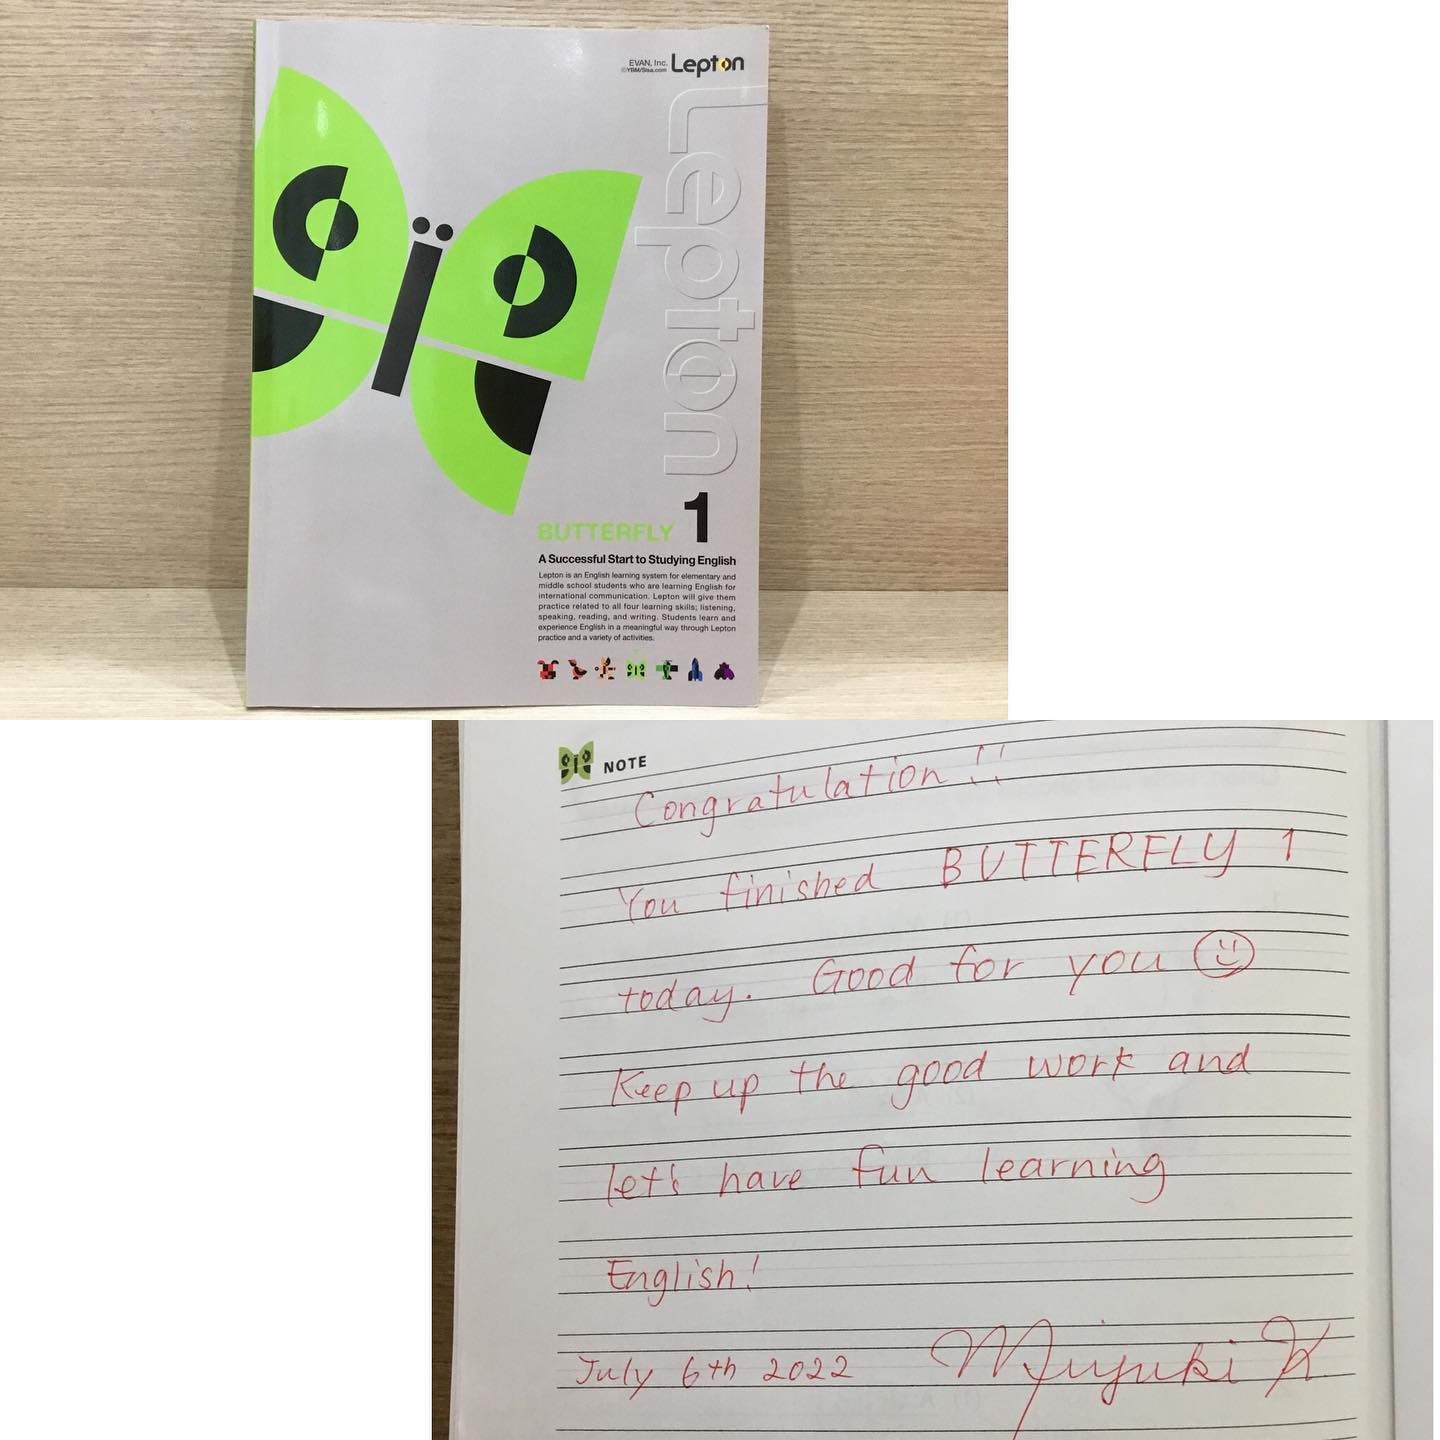 EVAN, Inc.
©YBM/Sisa.com
Lepton
Lepton
BUTTERFLY 1
A Successful Start to Studying English
Lepton is an English learning system for elementary and
middle school students who are learning English for
international communication. Lepton will give them
practice related to all four learning skills; listening,
speaking, reading, and writing. Students learn and
experience English in a meaningful way through Lepton
practice and a variety of activities.
NOTE
Congratulation!!
You finished BUTTERFLY 1
today. Good for you
Keep up the good work and
let's have fun learning
English!
July 6th 2022 Miyuki K